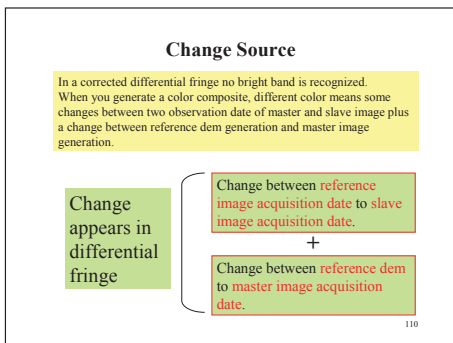 Change Source
In a corrected differential fringe no bright band is recognized.
When you generate a color composite, different color means some
changes between two observation date of master and slave image plus
a change between reference dem generation and master image
generation.
Change
appears in
differential
fringe
Change between reference
image acquisition date to slave
image acquisition date.
+
Change between reference dem
to master image acquisition
date.
110